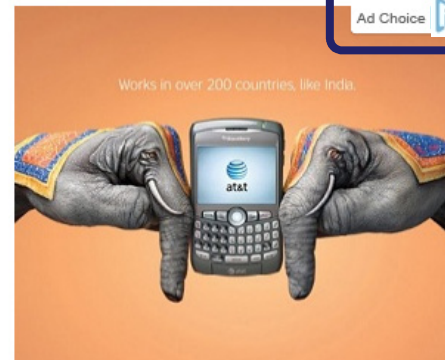 Ad Choice
Works in over 200 countries, like India.
BlackBerry
at&t